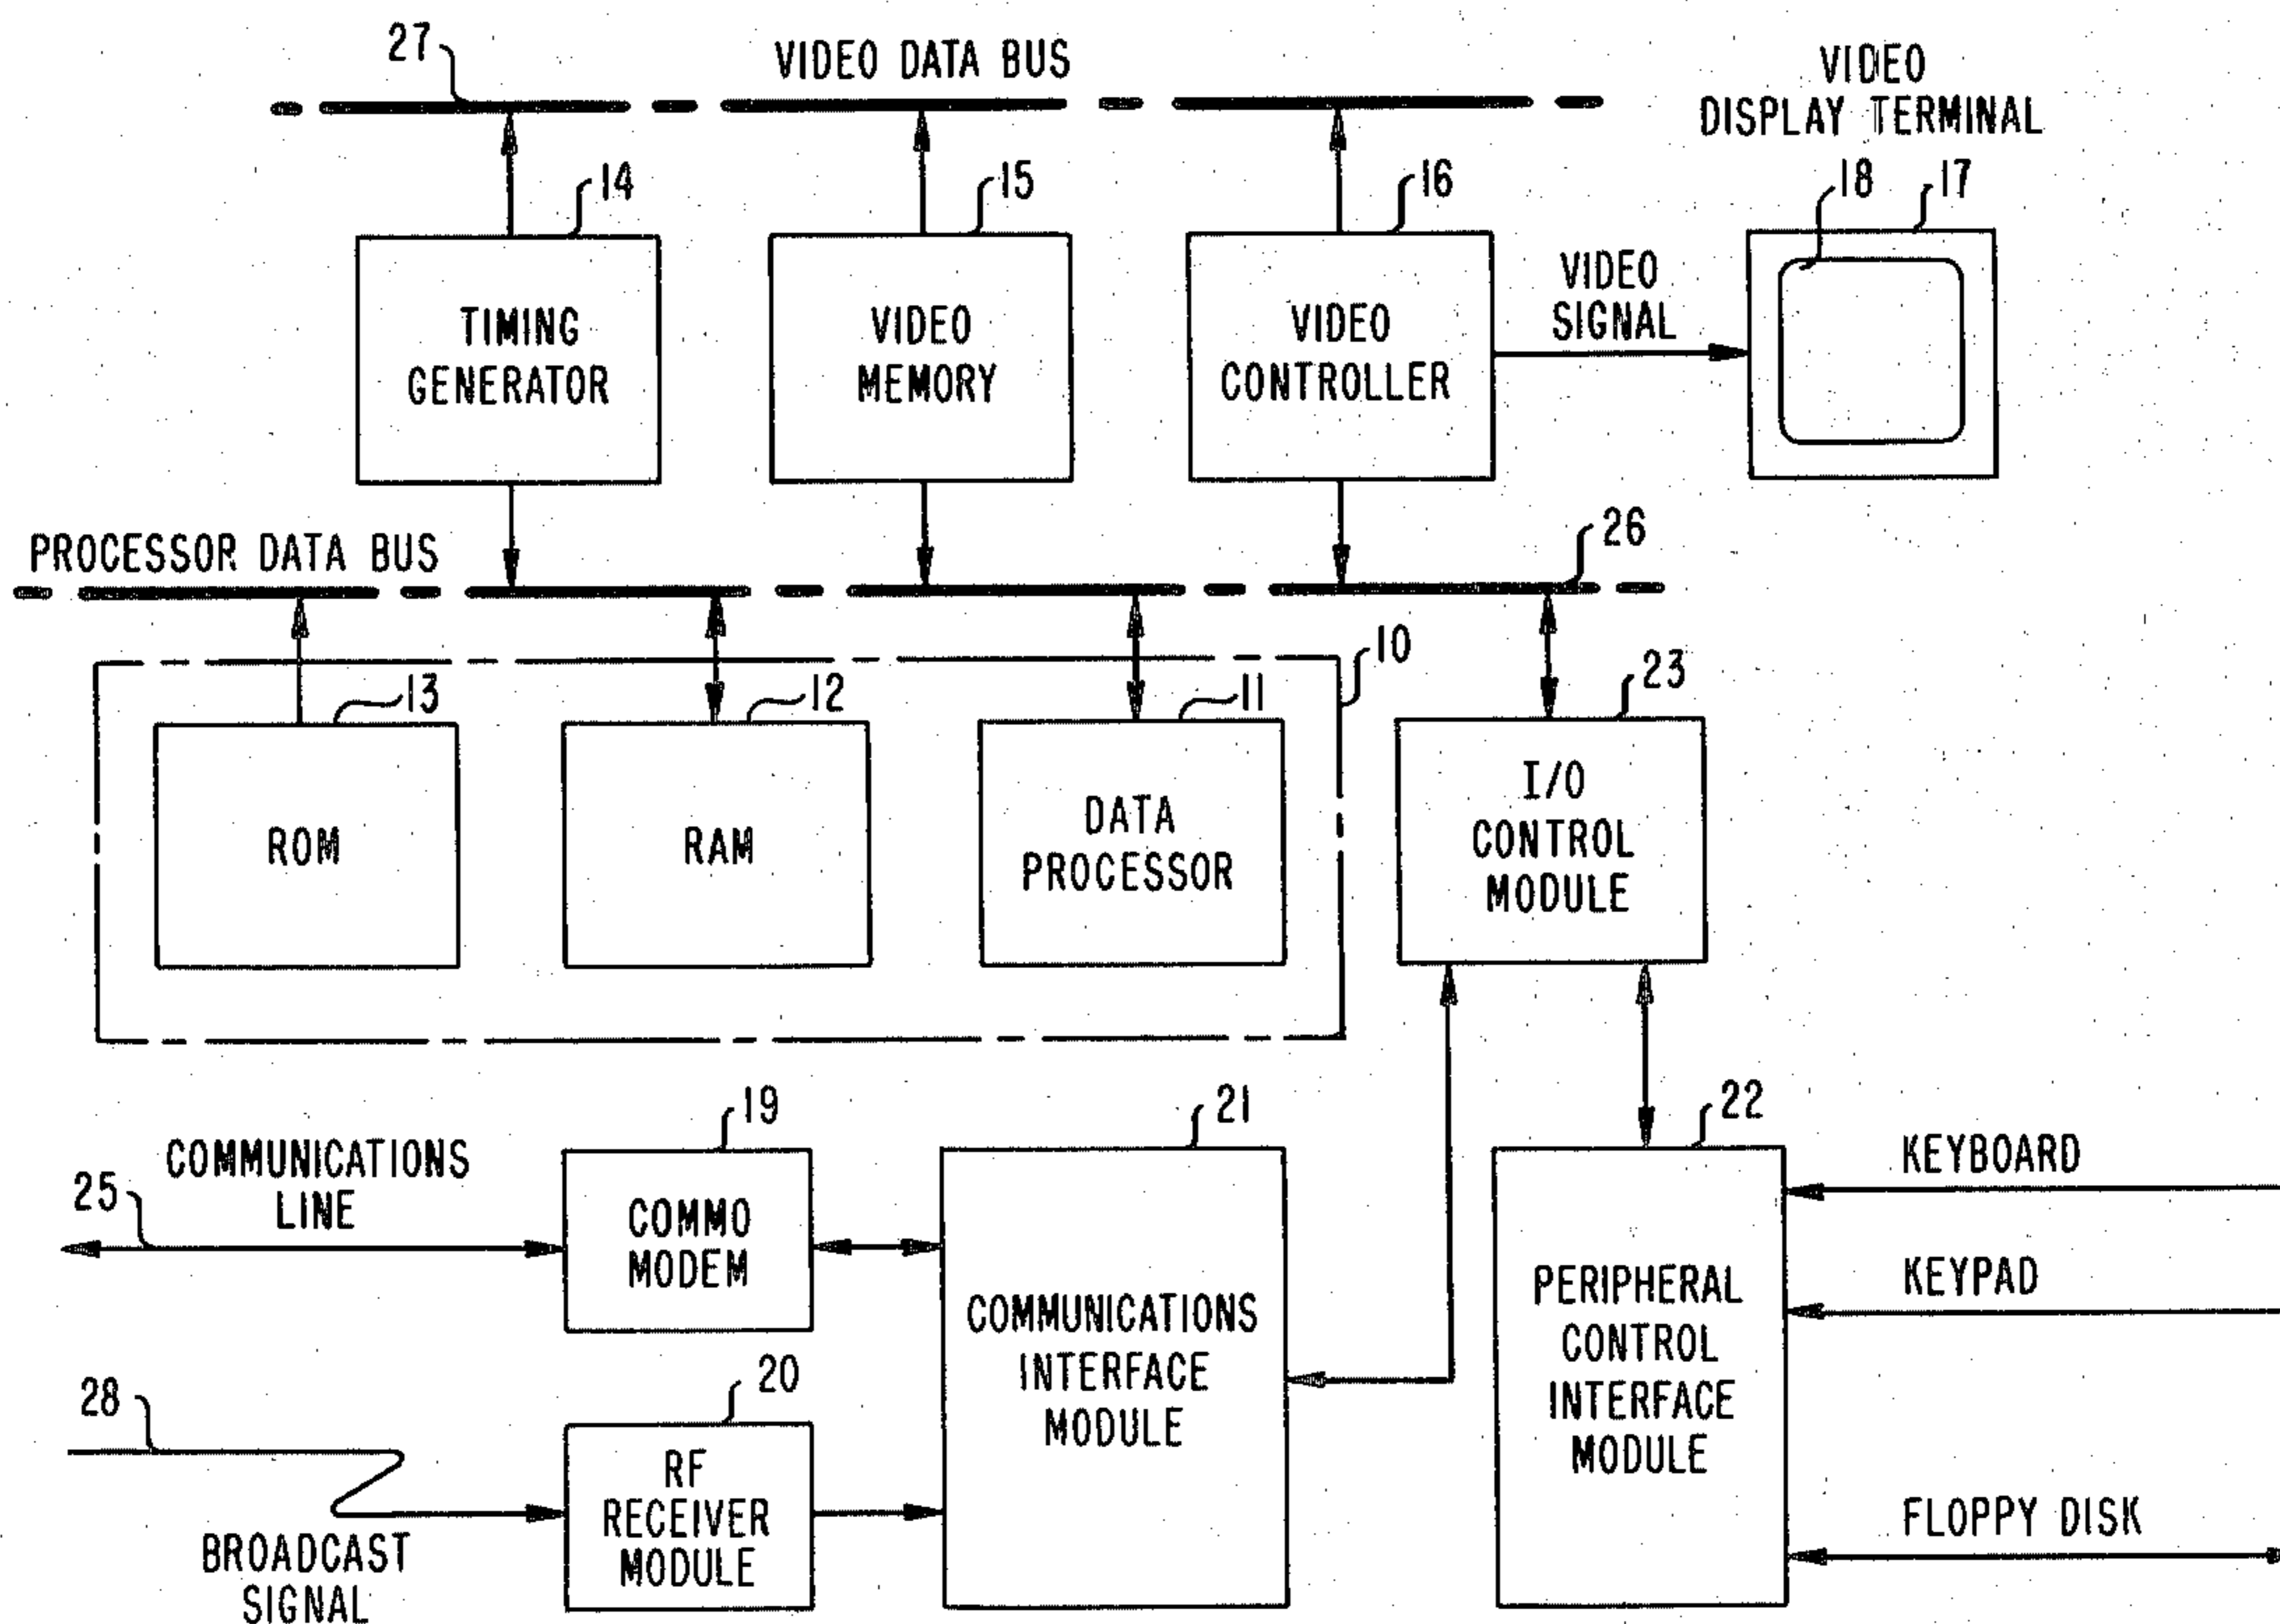 27
VIDEO DATA BUS
VIDEO
DISPLAY TERMINAL
14
15
16
18
17
TIMING
GENERATOR
VIDEO
MEMORY
VIDEO
CONTROLLER
VIDEO
SIGNAL
PROCESSOR DATA BUS
26
10
13
12
11
23
ROM
RAM
DATA
PROCESSOR
I/O
CONTROL
MODULE
19
21
22
COMMUNICATIONS
LINE
25
COMMO
MODEM
COMMUNICATIONS
INTERFACE
MODULE
PERIPHERAL
CONTROL
INTERFACE
MODULE
KEYBOARD
KEYPAD
FLOPPY DISK
28
20
BROADCAST
SIGNAL
RF
RECEIVER
MODULE